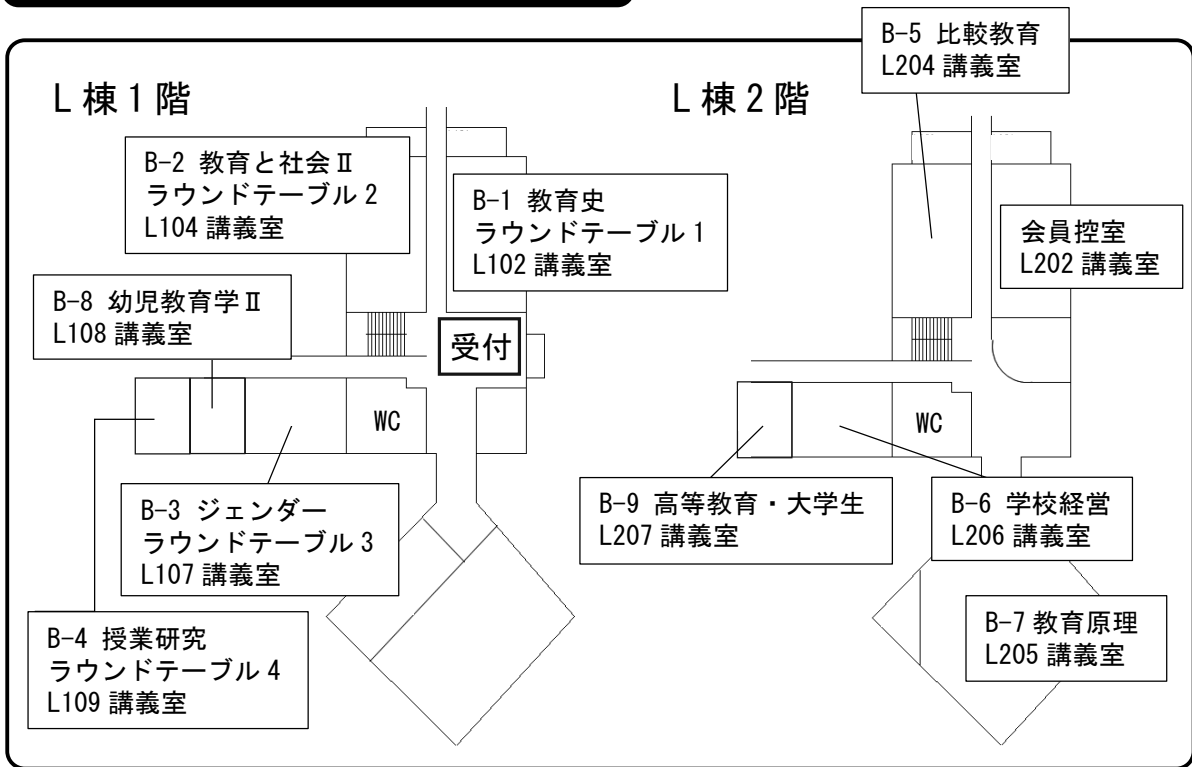 L 棟 1 階
B-2 教育と社会Ⅱ
ラウンドテーブル 2
L104 講義室
B-1 教育史
ラウンドテーブル 1
L102 講義室
B-8 幼児教育学Ⅱ
L108 講義室
受付
WC
B-3 ジェンダー
ラウンドテーブル 3
L107 講義室
B-4 授業研究
ラウンドテーブル 4
L109 講義室
L 棟 2 階
B-5 比較教育
L204 講義室
会員控室
L202 講義室
WC
B-9 高等教育・大学生
L207 講義室
B-6 学校経営
L206 講義室
B-7 教育原理
L205 講義室